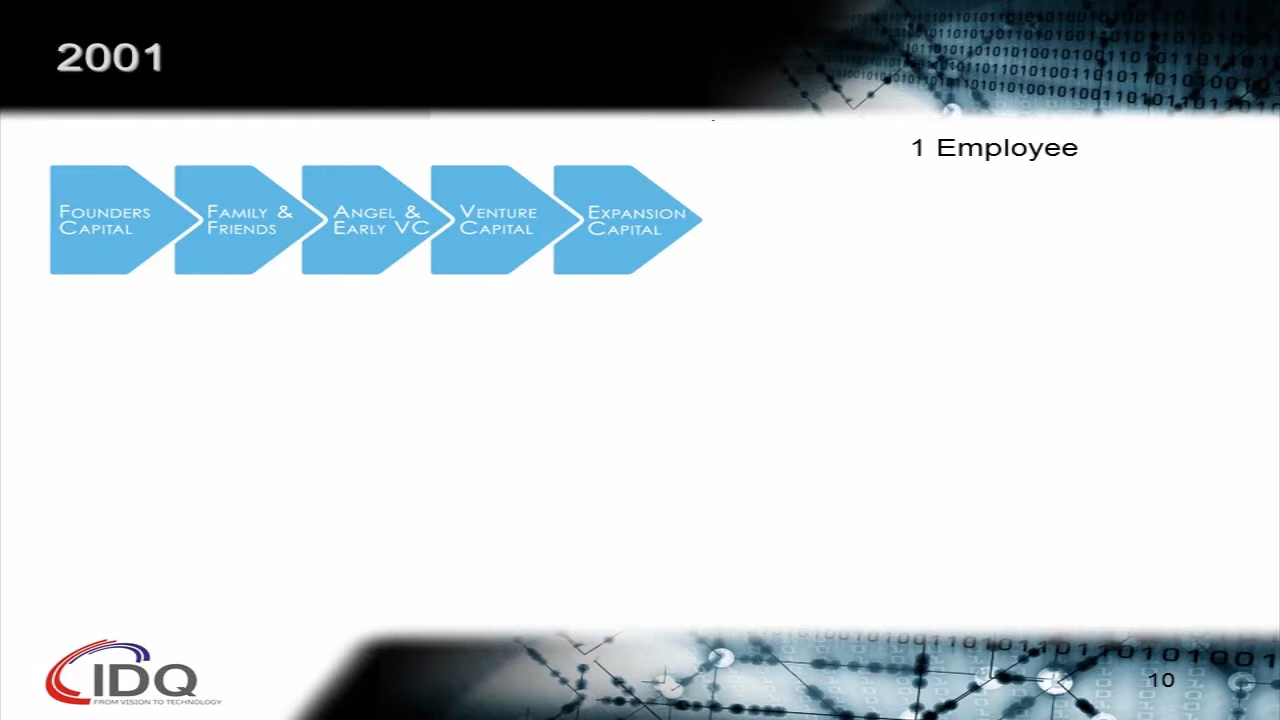 2001
1 Employee
FOUNDERS
CAPITAL
FAMILY &
FRIENDS
ANGEL &
EARLY VC
VENTURE
CAPITAL
EXPANSION
CAPITAL
IDQ
FROM VISION TO TECHNOLOGY
10